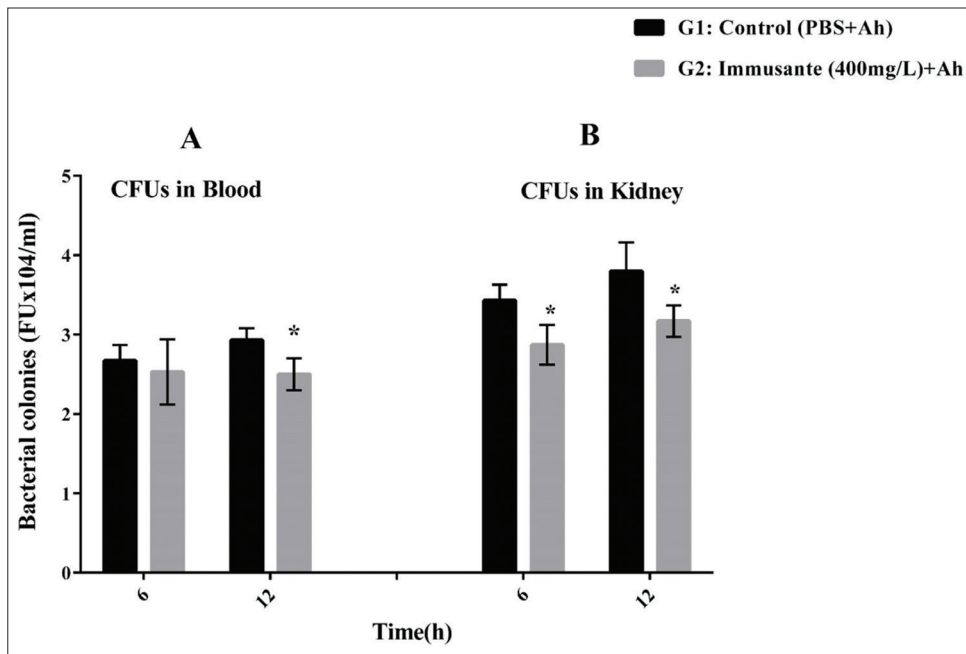 G1: Control (PBS+Ah)
G2: Immusante (400mg/L)+Ah
A
B
CFUs in Blood
CFUs in Kidney
Bacterial colonies (FUx104/ml)
5
4
3
2
1
0
*
*
*
6
12
6
12
Time(h)